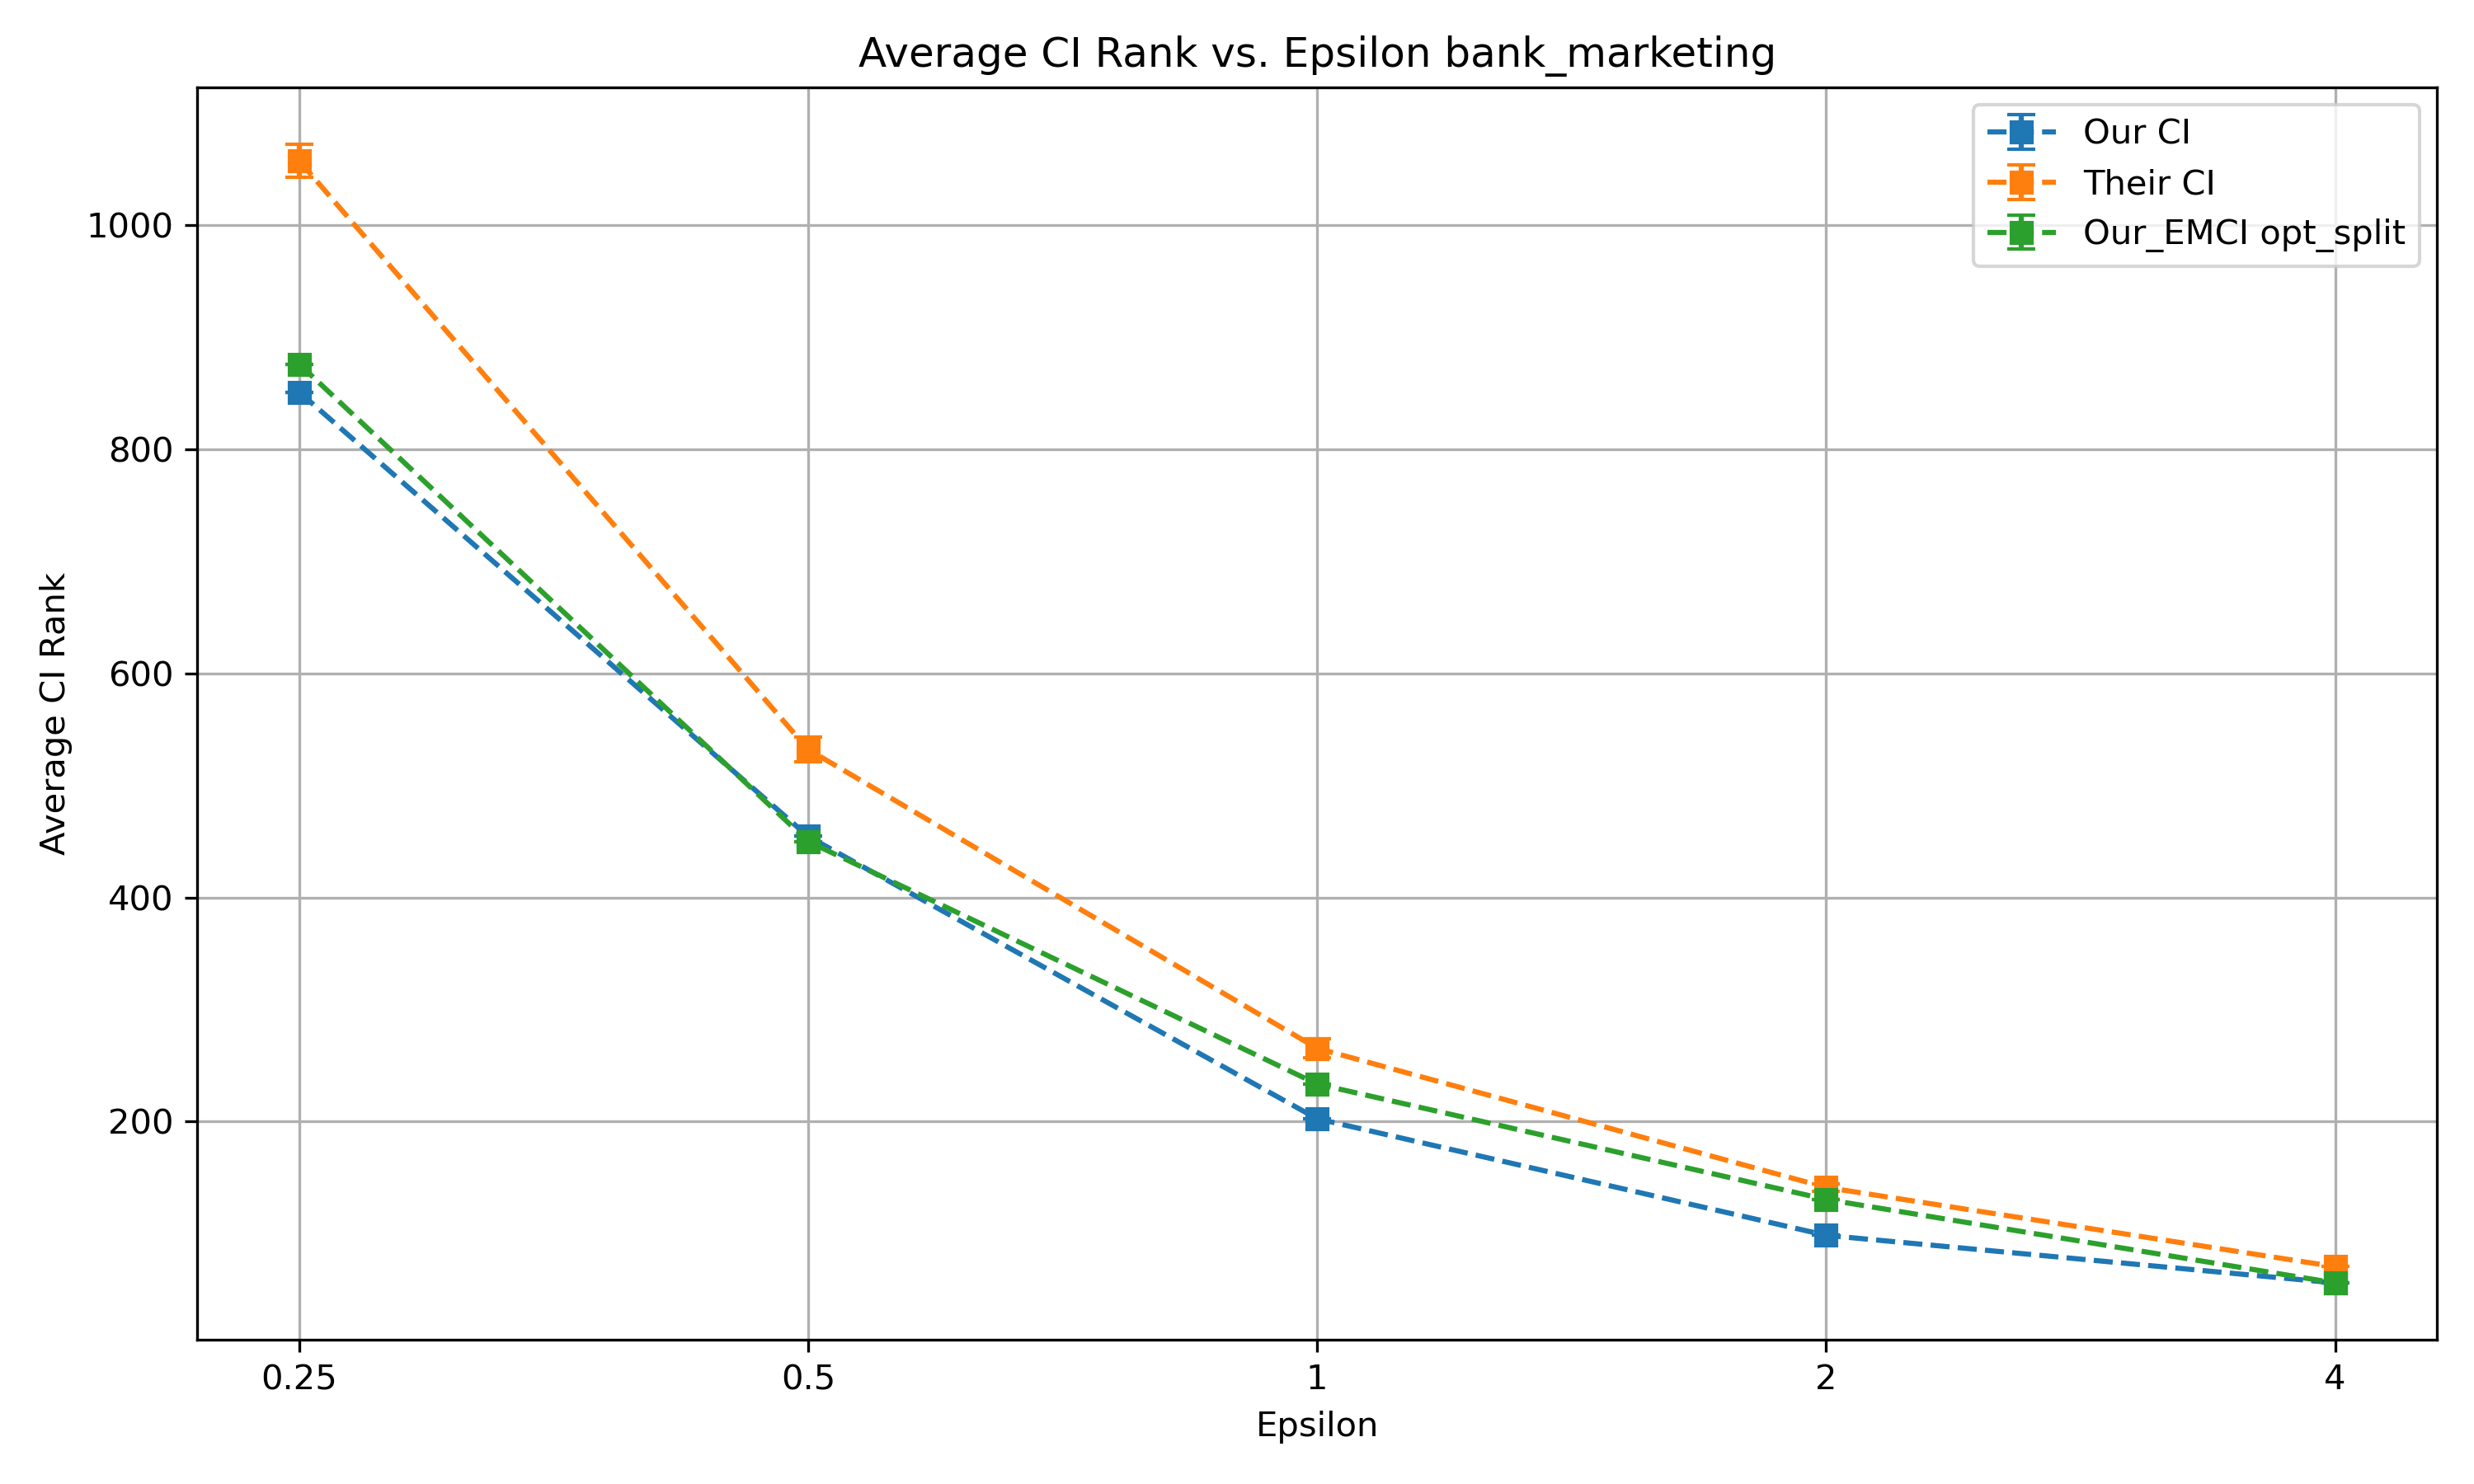 Average CI Rank vs. Epsilon bank_marketing
Our CI
Their CI
Our_EMCI opt_split
Average CI Rank
1000
800
600
400
200
0.25
0.5
1
2
4
Epsilon